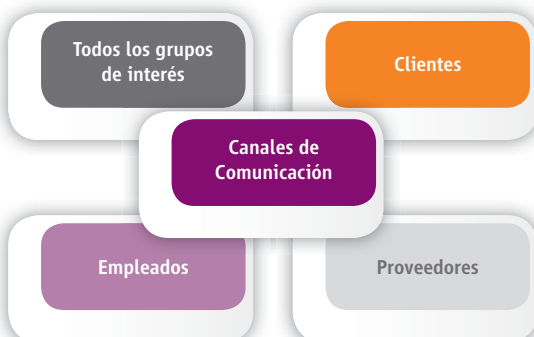 Todos los grupos
de interés
Clientes
Canales de
Comunicación
Empleados
Proveedores